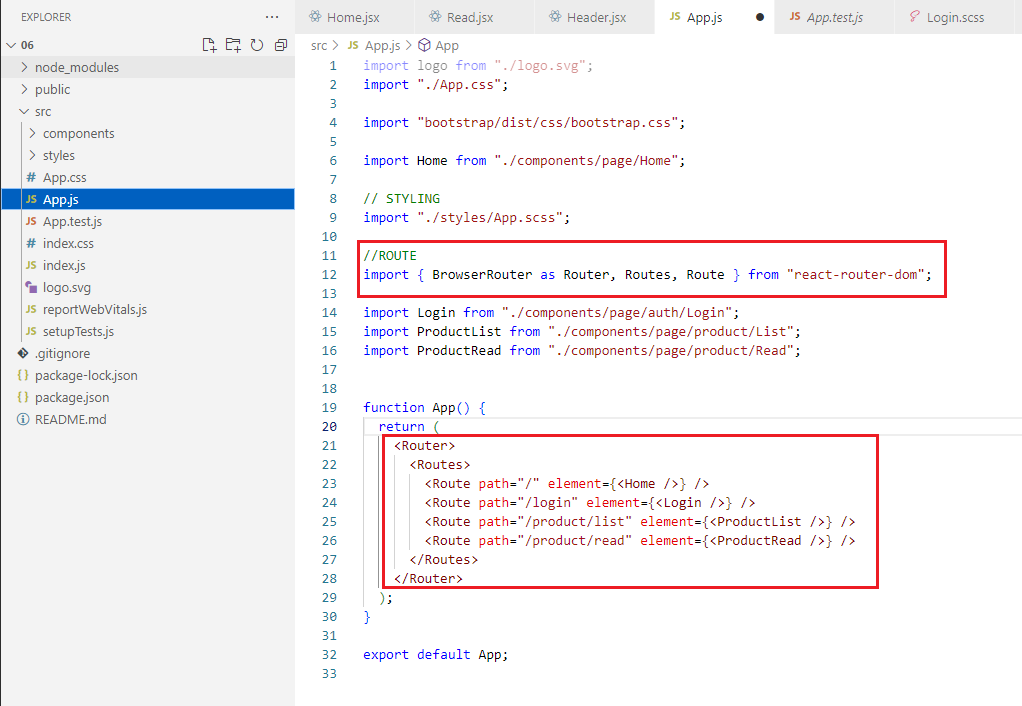 EXPLORER ...
06
node_modules
public
src
components
styles
# App.css
JS App.js
JS App.test.js
# index.css
JS index.js
logo.svg
JS reportWebVitals.js
JS setupTests.js
.gitignore
{} package-lock.json
{} package.json
README.md
Home.jsx Read.jsx Header.jsx JS App.js JS App.test.js Login.scss
src > JS App.js > App
1 import logo from "./logo.svg";
2 import "./App.css";
3
4 import "bootstrap/dist/css/bootstrap.css";
5
6 import Home from "./components/page/Home";
7
8 // STYLING
9 import "./styles/App.scss";
10
11 //ROUTE
12 import { BrowserRouter as Router, Routes, Route } from "react-router-dom";
13
14 import Login from "./components/page/auth/Login";
15 import ProductList from "./components/page/product/List";
16 import ProductRead from "./components/page/product/Read";
17
18
19 function App() {
20 return (
21 <Router>
22 <Routes>
23 <Route path="/" element={<Home />} />
24 <Route path="/login" element={<Login />} />
25 <Route path="/product/list" element={<ProductList />} />
26 <Route path="/product/read" element={<ProductRead />} />
27 </Routes>
28 </Router>
29 );
30 }
31
32 export default App;
33